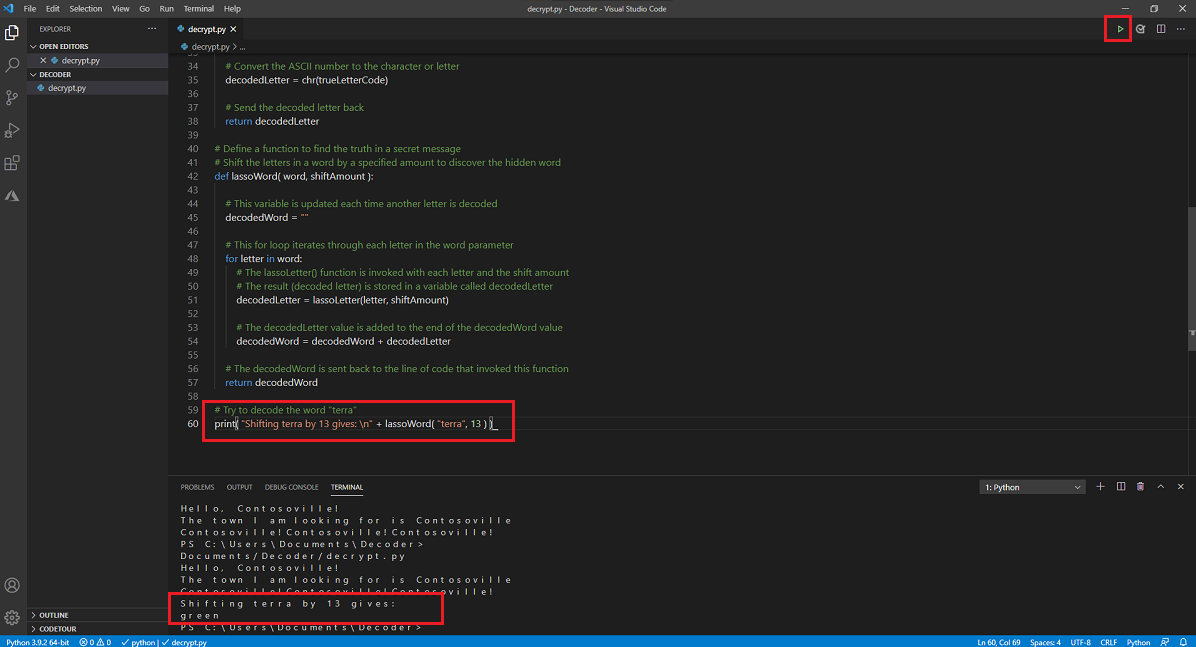 File Edit Selection View Go Run Terminal Help
decrypt.py - Decoder - Visual Studio Code
EXPLORER
OPEN EDITORS
decrypt.py
DECODER
decrypt.py
OUTLINE
CODETOUR
decrypt.py
decrypt.py > ...
34 # Convert the ASCII number to the character or letter
35 decodedLetter = chr(trueLetterCode)
36
37 # Send the decoded letter back
38 return decodedLetter
39
40 # Define a function to find the truth in a secret message
41 # Shift the letters in a word by a specified amount to discover the hidden word
42 def lassoWord( word, shiftAmount ):
43
44 # This variable is updated each time another letter is decoded
45 decodedWord = ""
46
47 # This for loop iterates through each letter in the word parameter
48 for letter in word:
49 # The lassoLetter() function is invoked with each letter and the shift amount
50 # The result (decoded letter) is stored in a variable called decodedLetter
51 decodedLetter = lassoLetter(letter, shiftAmount)
52
53 # The decodedLetter value is added to the end of the decodedWord value
54 decodedWord = decodedWord + decodedLetter
55
56 # The decodedWord is sent back to the line of code that invoked this function
57 return decodedWord
58
59 # Try to decode the word "terra"
60 print( "Shifting terra by 13 gives: \n" + lassoWord( "terra", 13 ) )
PROBLEMS OUTPUT DEBUG CONSOLE TERMINAL
1: Python
Hello, Contosoville!
The town I am looking for is Contosoville
Contosoville!Contosoville!Contosoville!
PS C:\Users\Documents\Decoder>
Documents/Decoder/decrypt.py
Hello, Contosoville!
The town I am looking for is Contosoville
Contosoville!Contosoville!Contosoville!
Shifting terra by 13 gives:
green
PS C:\Users\Documents\Decoder>
Python 3.9.2 64-bit 0 0 python | decrypt.py Ln 60, Col 69 Spaces: 4 UTF-8 CRLF Python